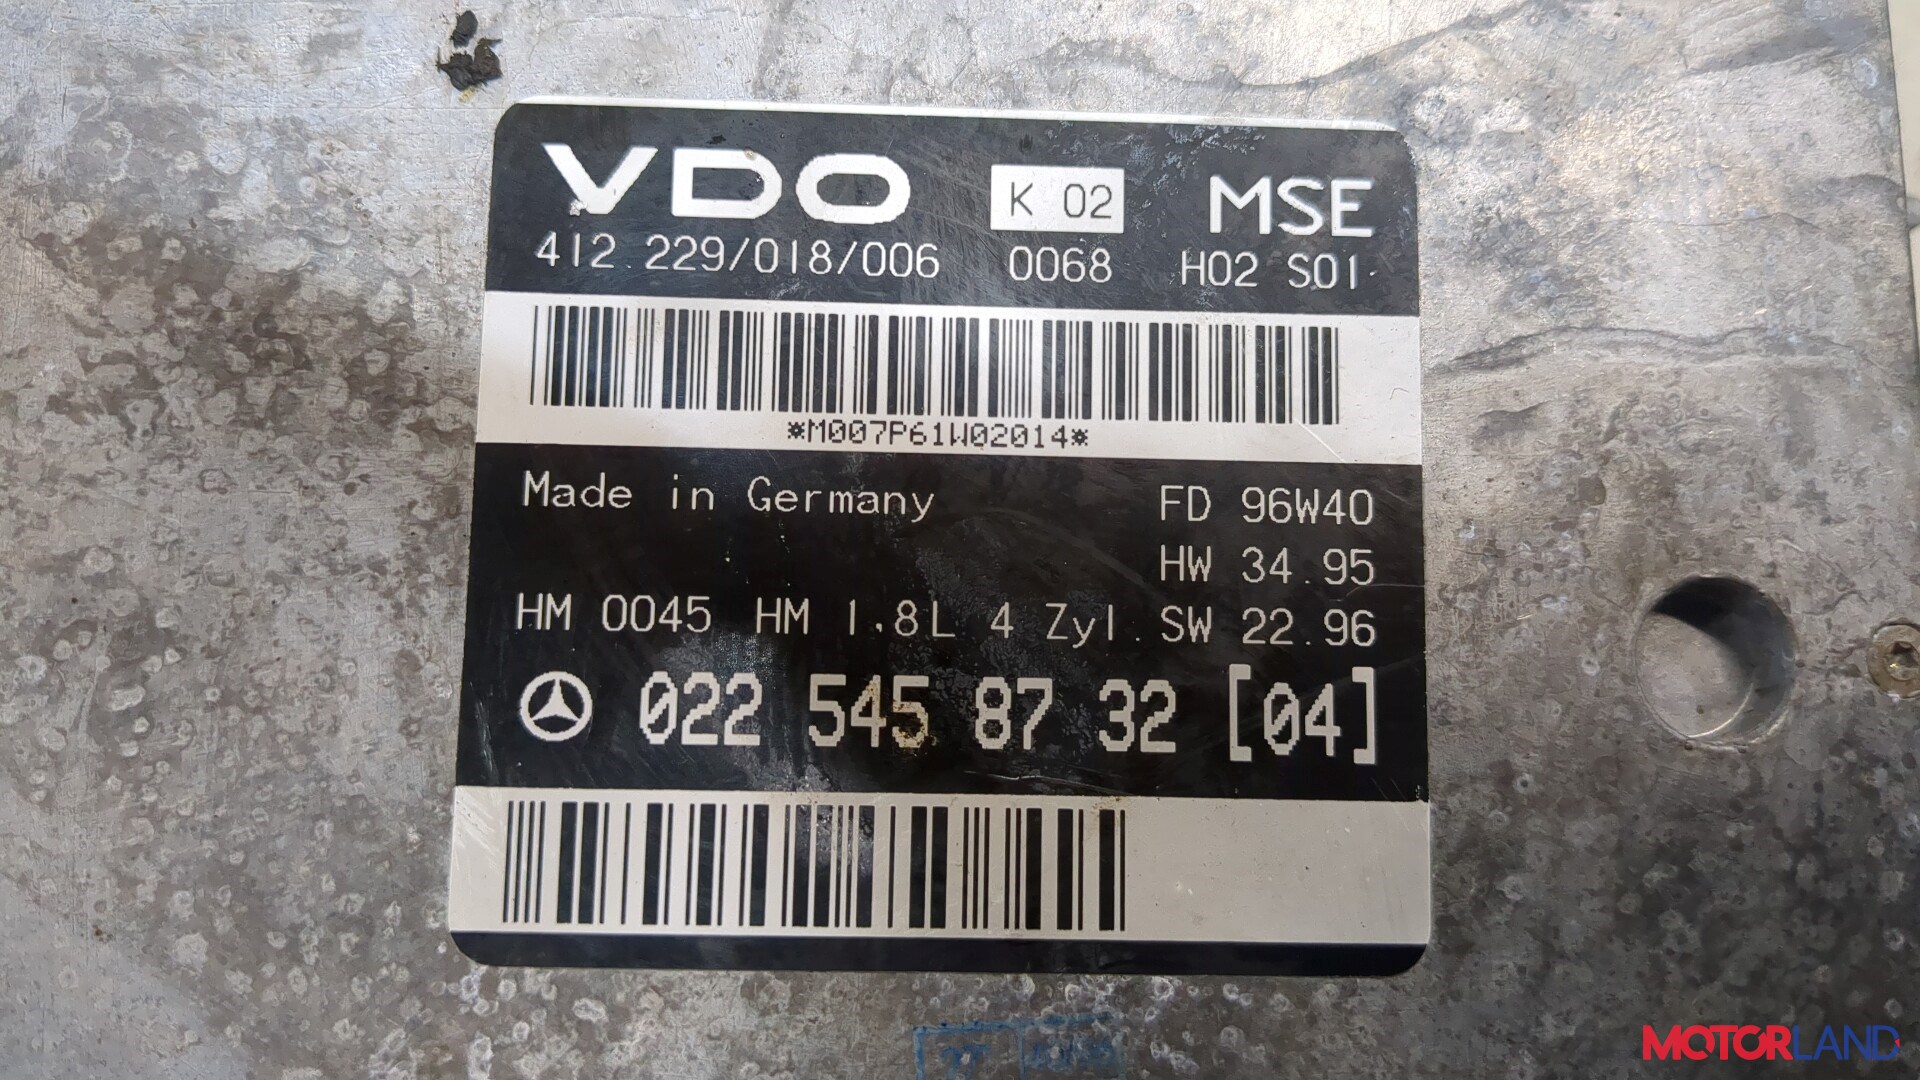 VDO K 02 MSE
412.229/018/006 0068 H02 S01
*M007P61W02014*
Made in Germany FD 96W40
HW 34.95
HM 0045 HM 1.8L 4 Zyl. SW 22.96
022 545 87 32 [04]
MOTORLAND